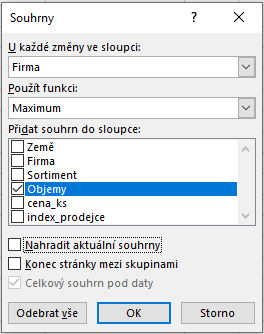 Souhrny
?
U každé změny ve sloupci:
Firma
Použít funkci:
Maximum
Přidat souhrn do sloupce:
Země
Firma
Sortiment
Objemy
cena_ks
index_prodejce
Nahradit aktuální souhrny
Konec stránky mezi skupinami
Celkový souhrn pod daty
Odebrat vše
OK
Storno